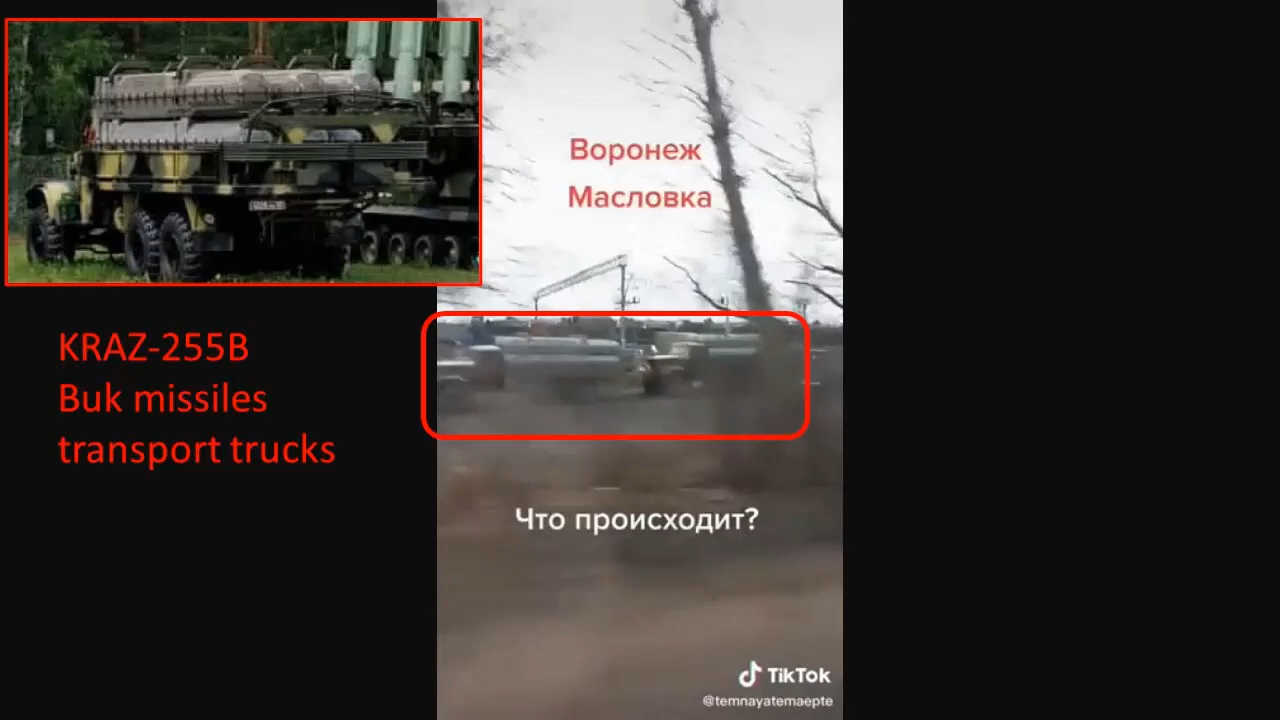 KRAZ-255B
Buk missiles
transport trucks
Воронеж
Масловка
Что происходит?
TikTok
@temnayatemaepte